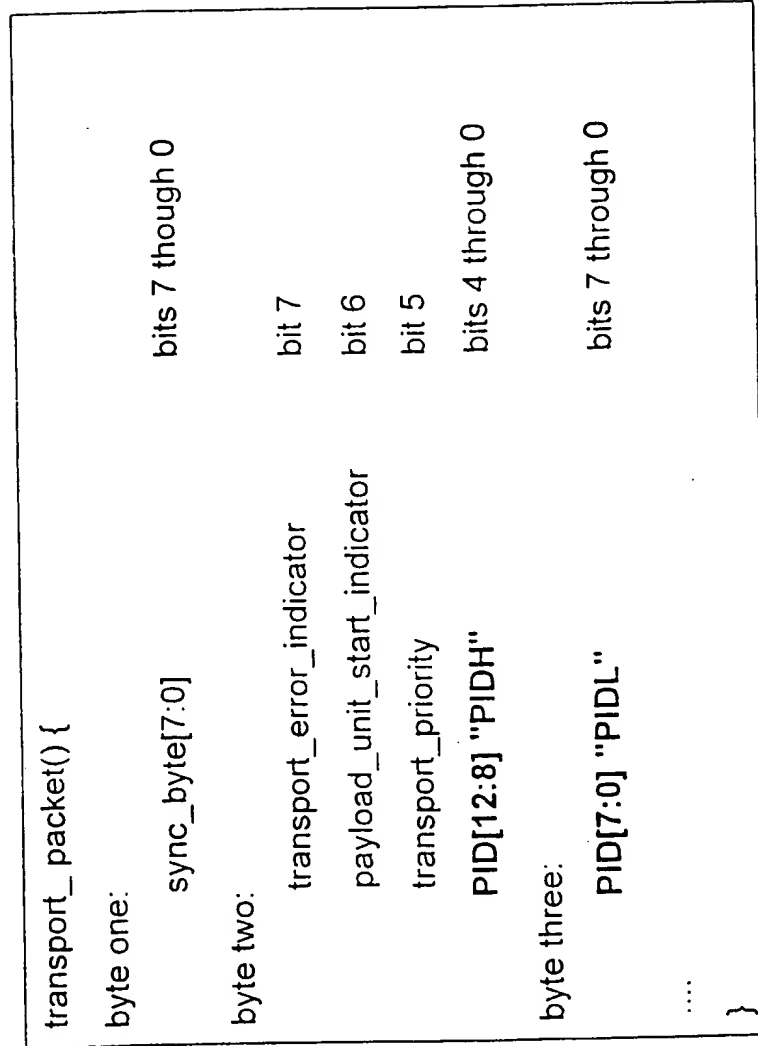 transport_ packet() {
byte one:
sync_byte[7:0] bits 7 though 0
byte two:
transport_error_indicator bit 7
payload_unit_start_indicator bit 6
transport_priority bit 5
PID[12:8] "PIDH" bits 4 through 0
byte three:
PID[7:0] "PIDL" bits 7 through 0
....
}